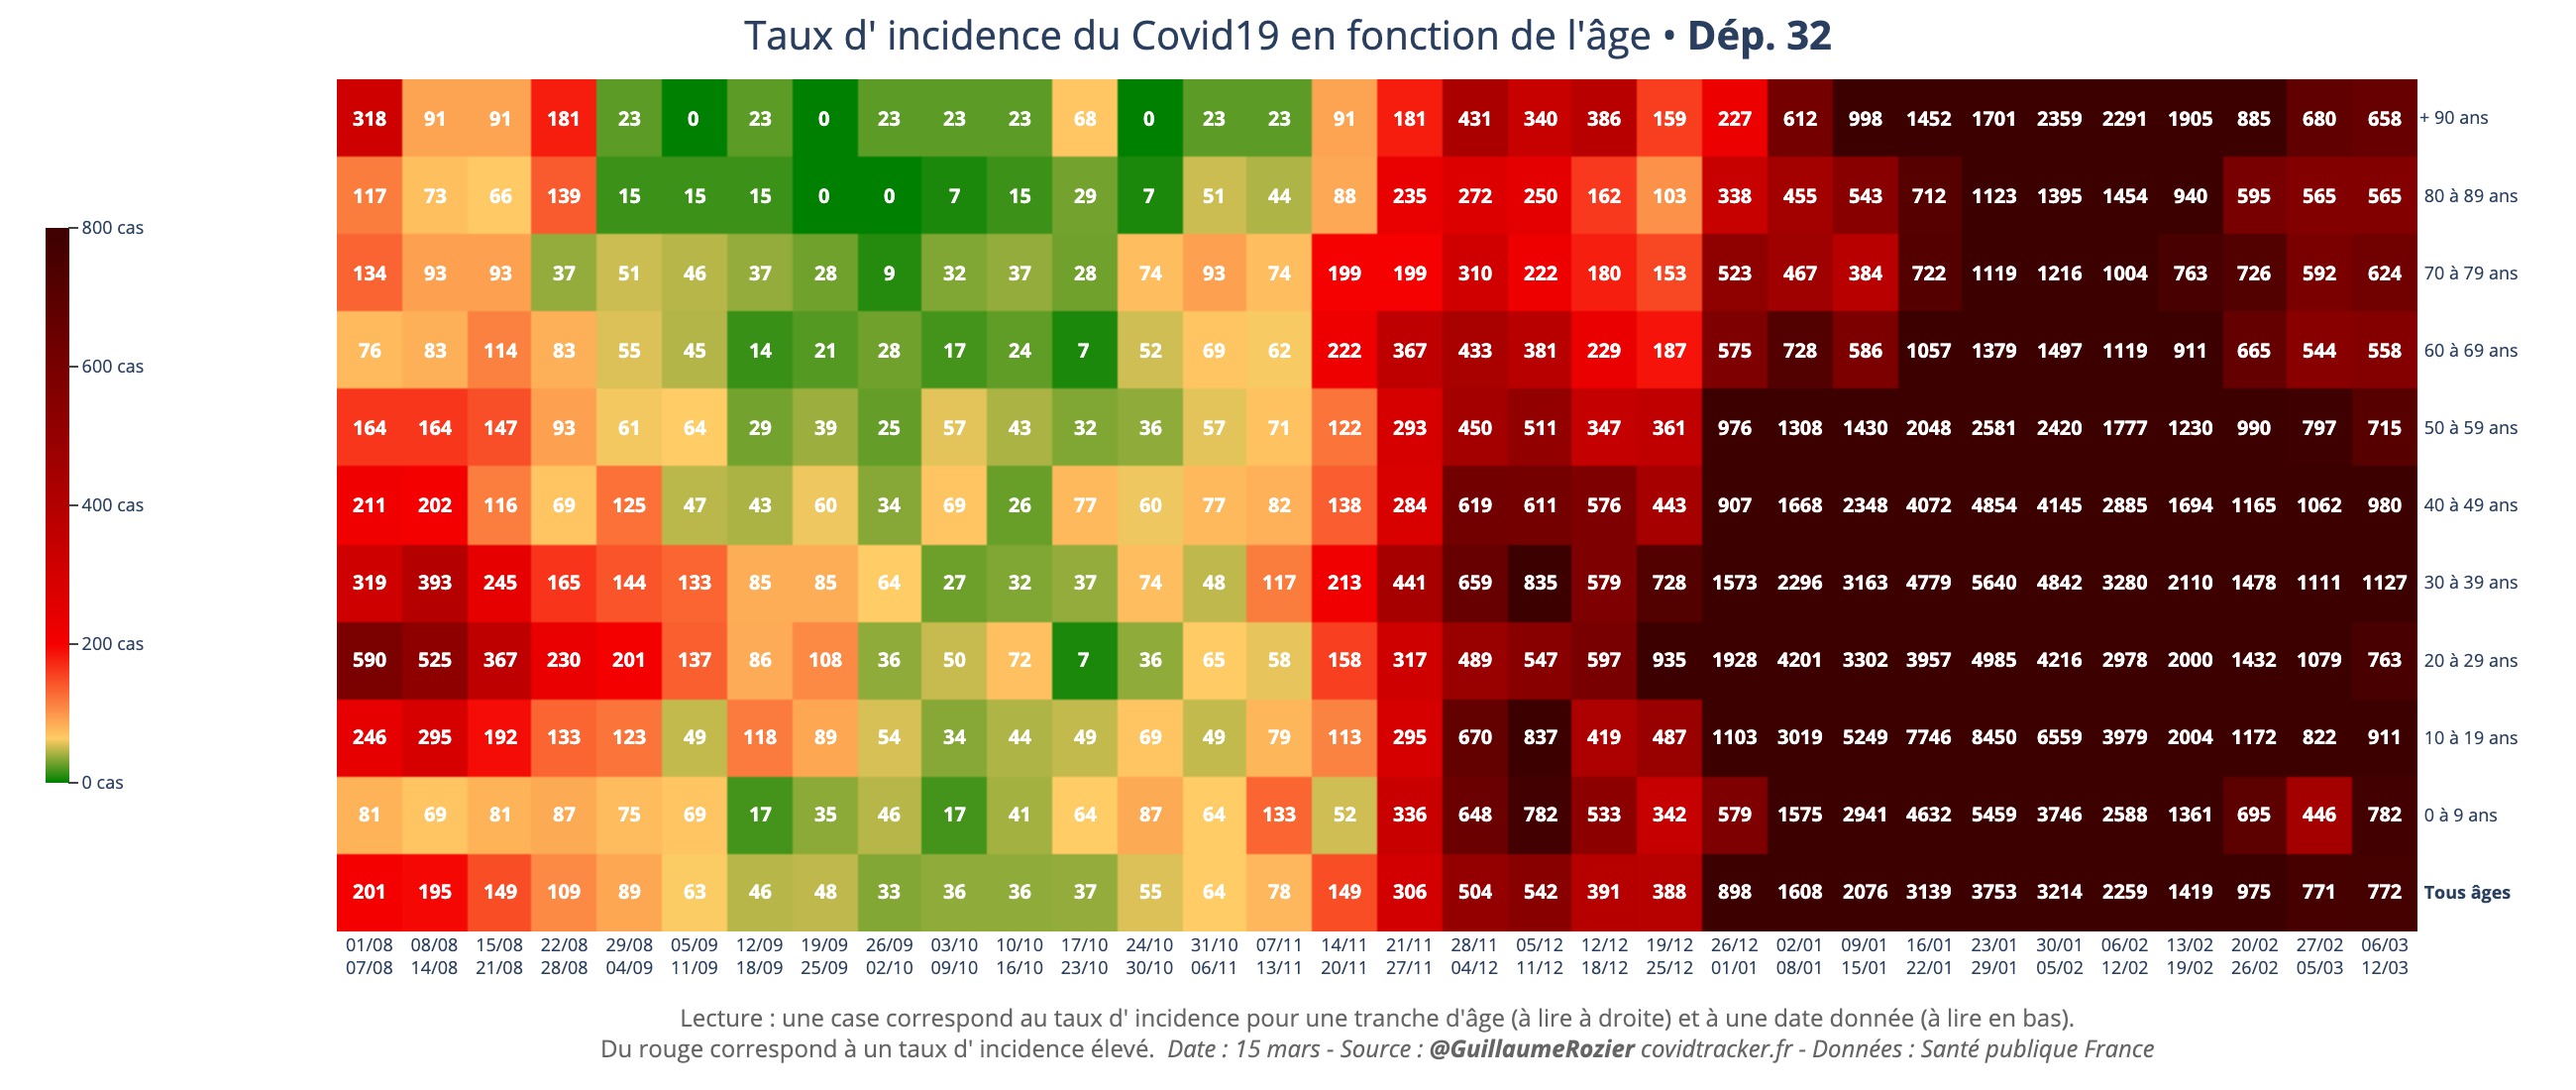 Taux d' incidence du Covid19 en fonction de l'âge • Dép. 32
800 cas
600 cas
400 cas
200 cas
0 cas
318 91 91 181 23 0 23 0 23 23 23 68 0 23 23 91 181 431 340 386 159 227 612 998 1452 1701 2359 2291 1905 885 680 658 + 90 ans
117 73 66 139 15 15 15 0 0 7 15 29 7 51 44 88 235 272 250 162 103 338 455 543 712 1123 1395 1454 940 595 565 565 80 à 89 ans
134 93 93 37 51 46 37 28 9 32 37 28 74 93 74 199 199 310 222 180 153 523 467 384 722 1119 1216 1004 763 726 592 624 70 à 79 ans
76 83 114 83 55 45 14 21 28 17 24 7 52 69 62 222 367 433 381 229 187 575 728 586 1057 1379 1497 1119 911 665 544 558 60 à 69 ans
164 164 147 93 61 64 29 39 25 57 43 32 36 57 71 122 293 450 511 347 361 976 1308 1430 2048 2581 2420 1777 1230 990 797 715 50 à 59 ans
211 202 116 69 125 47 43 60 34 69 26 77 60 77 82 138 284 619 611 576 443 907 1668 2348 4072 4854 4145 2885 1694 1165 1062 980 40 à 49 ans
319 393 245 165 144 133 85 85 64 27 32 37 74 48 117 213 441 659 835 579 728 1573 2296 3163 4779 5640 4842 3280 2110 1478 1111 1127 30 à 39 ans
590 525 367 230 201 137 86 108 36 50 72 7 36 65 58 158 317 489 547 597 935 1928 4201 3302 3957 4985 4216 2978 2000 1432 1079 763 20 à 29 ans
246 295 192 133 123 49 118 89 54 34 44 49 69 49 79 113 295 670 837 419 487 1103 3019 5249 7746 8450 6559 3979 2004 1172 822 911 10 à 19 ans
81 69 81 87 75 69 17 35 46 17 41 64 87 64 133 52 336 648 782 533 342 579 1575 2941 4632 5459 3746 2588 1361 695 446 782 0 à 9 ans
201 195 149 109 89 63 46 48 33 36 36 37 55 64 78 149 306 504 542 391 388 898 1608 2076 3139 3753 3214 2259 1419 975 771 772 Tous âges
01/08 08/08 15/08 22/08 29/08 05/09 12/09 19/09 26/09 03/10 10/10 17/10 24/10 31/10 07/11 14/11 21/11 28/11 05/12 12/12 19/12 26/12 02/01 09/01 16/01 23/01 30/01 06/02 13/02 20/02 27/02 06/03
07/08 14/08 21/08 28/08 04/09 11/09 18/09 25/09 02/10 09/10 16/10 23/10 30/10 06/11 13/11 20/11 27/11 04/12 11/12 18/12 25/12 01/01 08/01 15/01 22/01 29/01 05/02 12/02 19/02 26/02 05/03 12/03
Lecture : une case correspond au taux d' incidence pour une tranche d'âge (à lire à droite) et à une date donnée (à lire en bas).
Du rouge correspond à un taux d' incidence élevé. Date : 15 mars - Source : @GuillaumeRozier covidtracker.fr - Données : Santé publique France